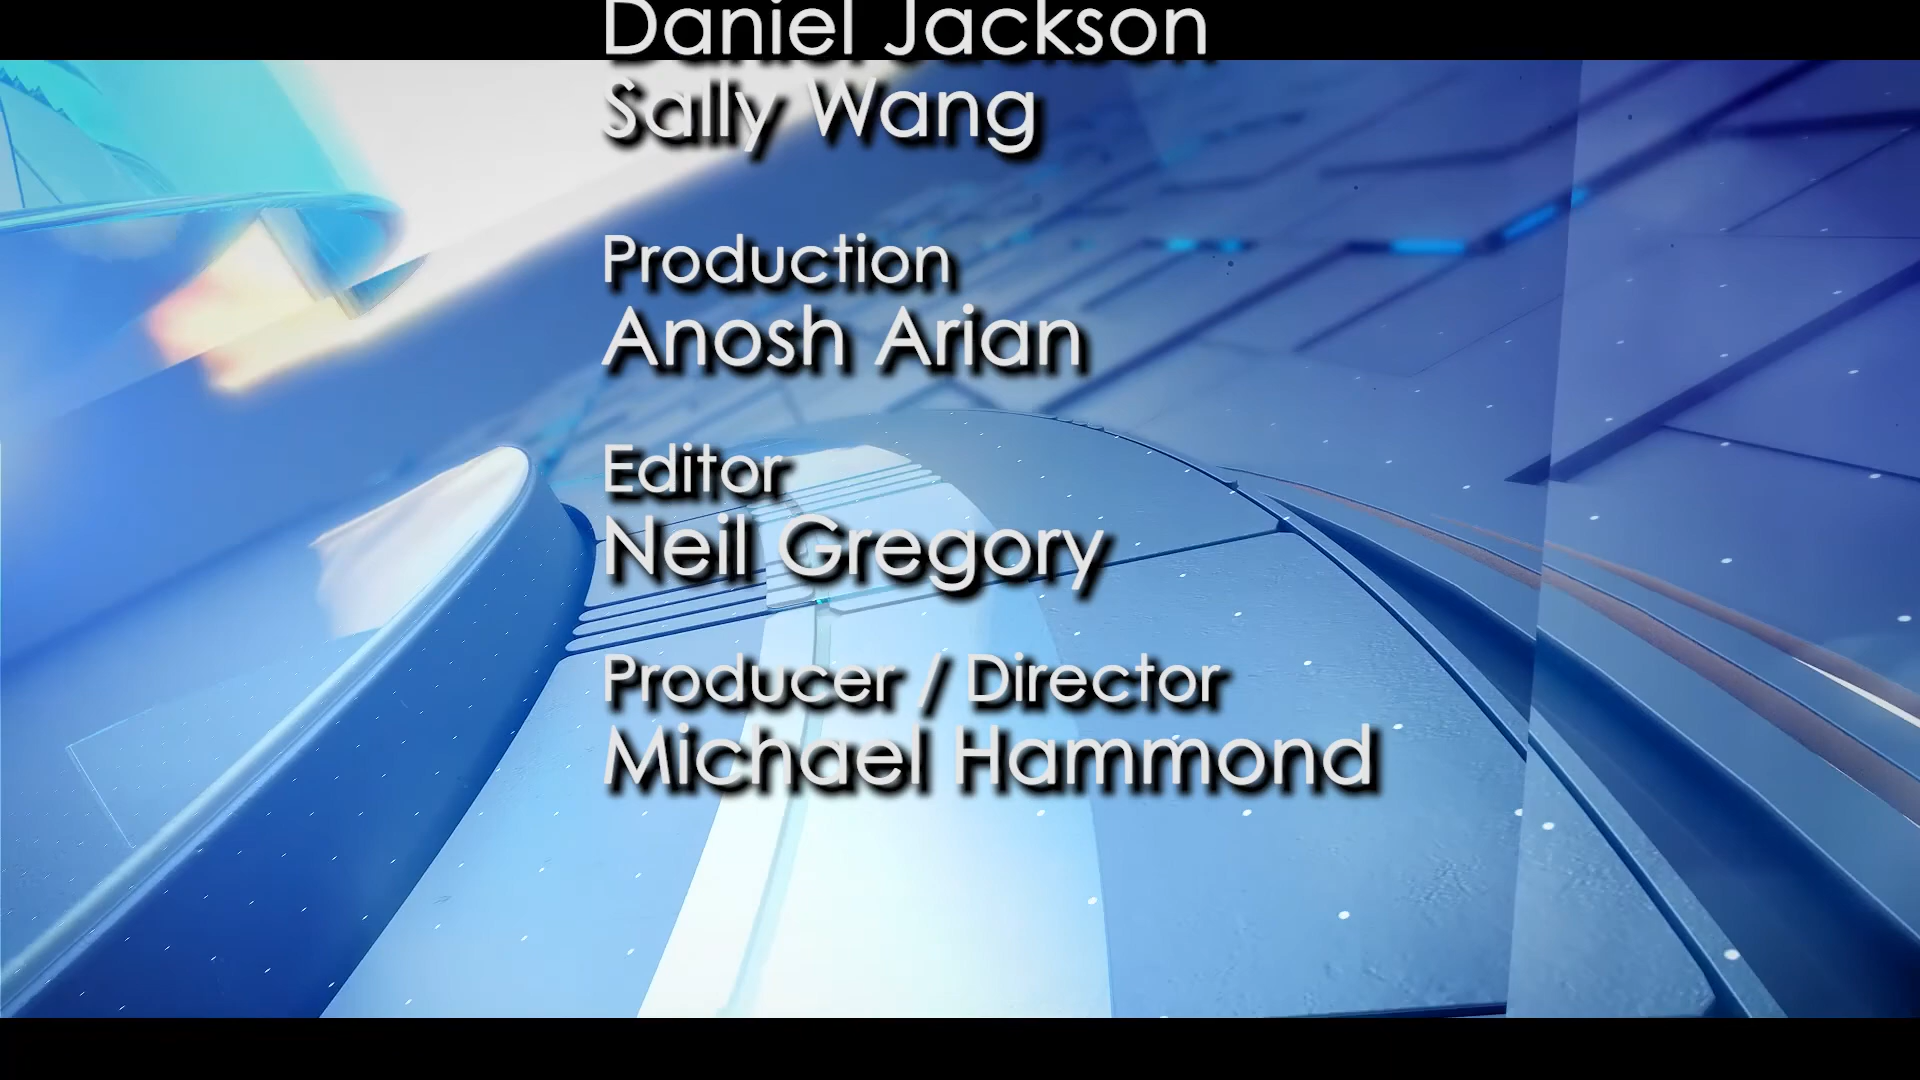 Daniel Jackson
Sally Wang
Production
Anosh Arian
Editor
Neil Gregory
Producer / Director
Michael Hammond